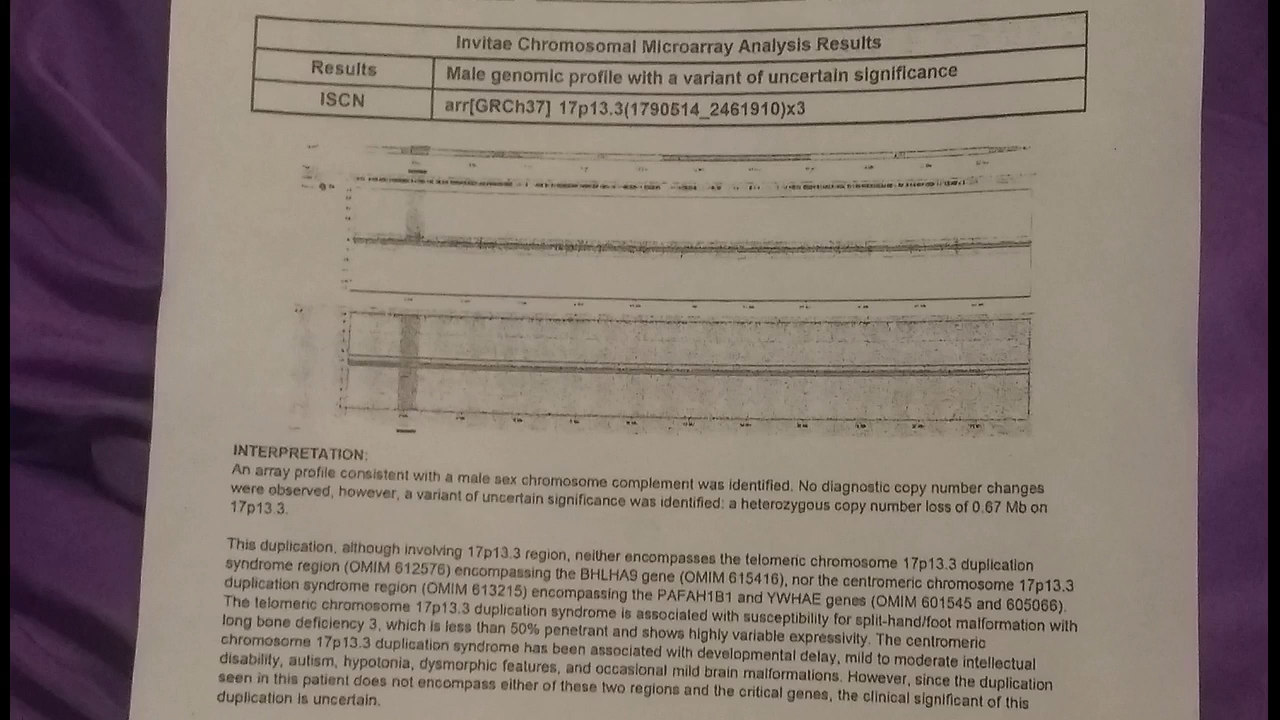 Invitae Chromosomal Microarray Analysis Results
Results Male genomic profile with a variant of uncertain significance
ISCN arr[GRCh37] 17p13.3(1790514_2461910)x3
INTERPRETATION:
An array profile consistent with a male sex chromosome complement was identified. No diagnostic copy number changes
were observed, however, a variant of uncertain significance was identified: a heterozygous copy number loss of 0.67 Mb on
17p13.3.
This duplication, although involving 17p13.3 region, neither encompasses the telomeric chromosome 17p13.3 duplication
syndrome region (OMIM 612576) encompassing the BHLHA9 gene (OMIM 615416), nor the centromeric chromosome 17p13.3
duplication syndrome region (OMIM 613215) encompassing the PAFAH1B1 and YWHAE genes (OMIM 601545 and 605066).
The telomeric chromosome 17p13.3 duplication syndrome is associated with susceptibility for split-hand/foot malformation with
long bone deficiency 3, which is less than 50% penetrant and shows highly variable expressivity. The centromeric
chromosome 17p13.3 duplication syndrome has been associated with developmental delay, mild to moderate intellectual
disability, autism, hypotonia, dysmorphic features, and occasional mild brain malformations. However, since the duplication
seen in this patient does not encompass either of these two regions and the critical genes, the clinical significant of this
duplication is uncertain.